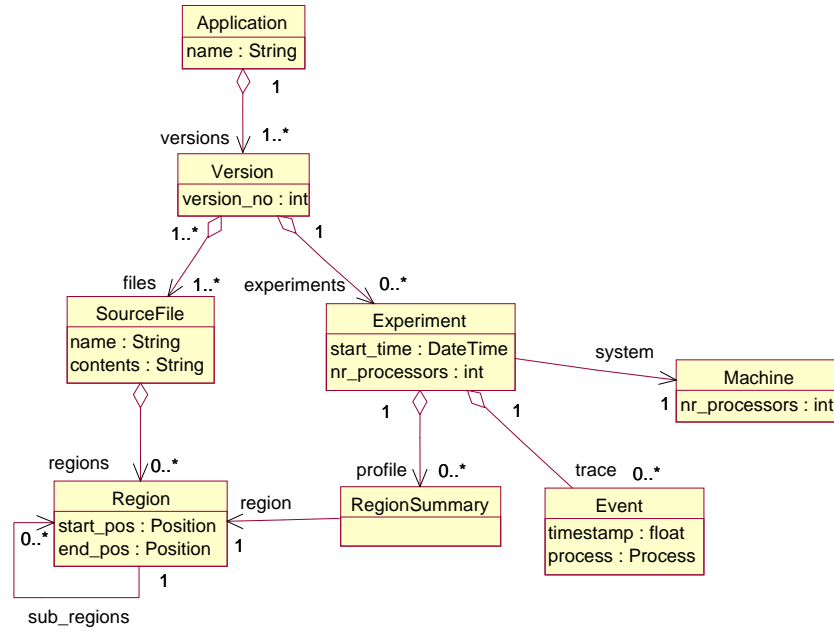 Application
name : String
1
versions
1..*
Version
version_no : int
1..*
1
files
1..*
experiments
0..*
SourceFile
name : String
contents : String
Experiment
start_time : DateTime
nr_processors : int
system
1
Machine
nr_processors : int
1
1
regions
0..*
profile
0..*
trace
0..*
Region
start_pos : Position
end_pos : Position
0..*
1
sub_regions
region
1
RegionSummary
Event
timestamp : float
process : Process